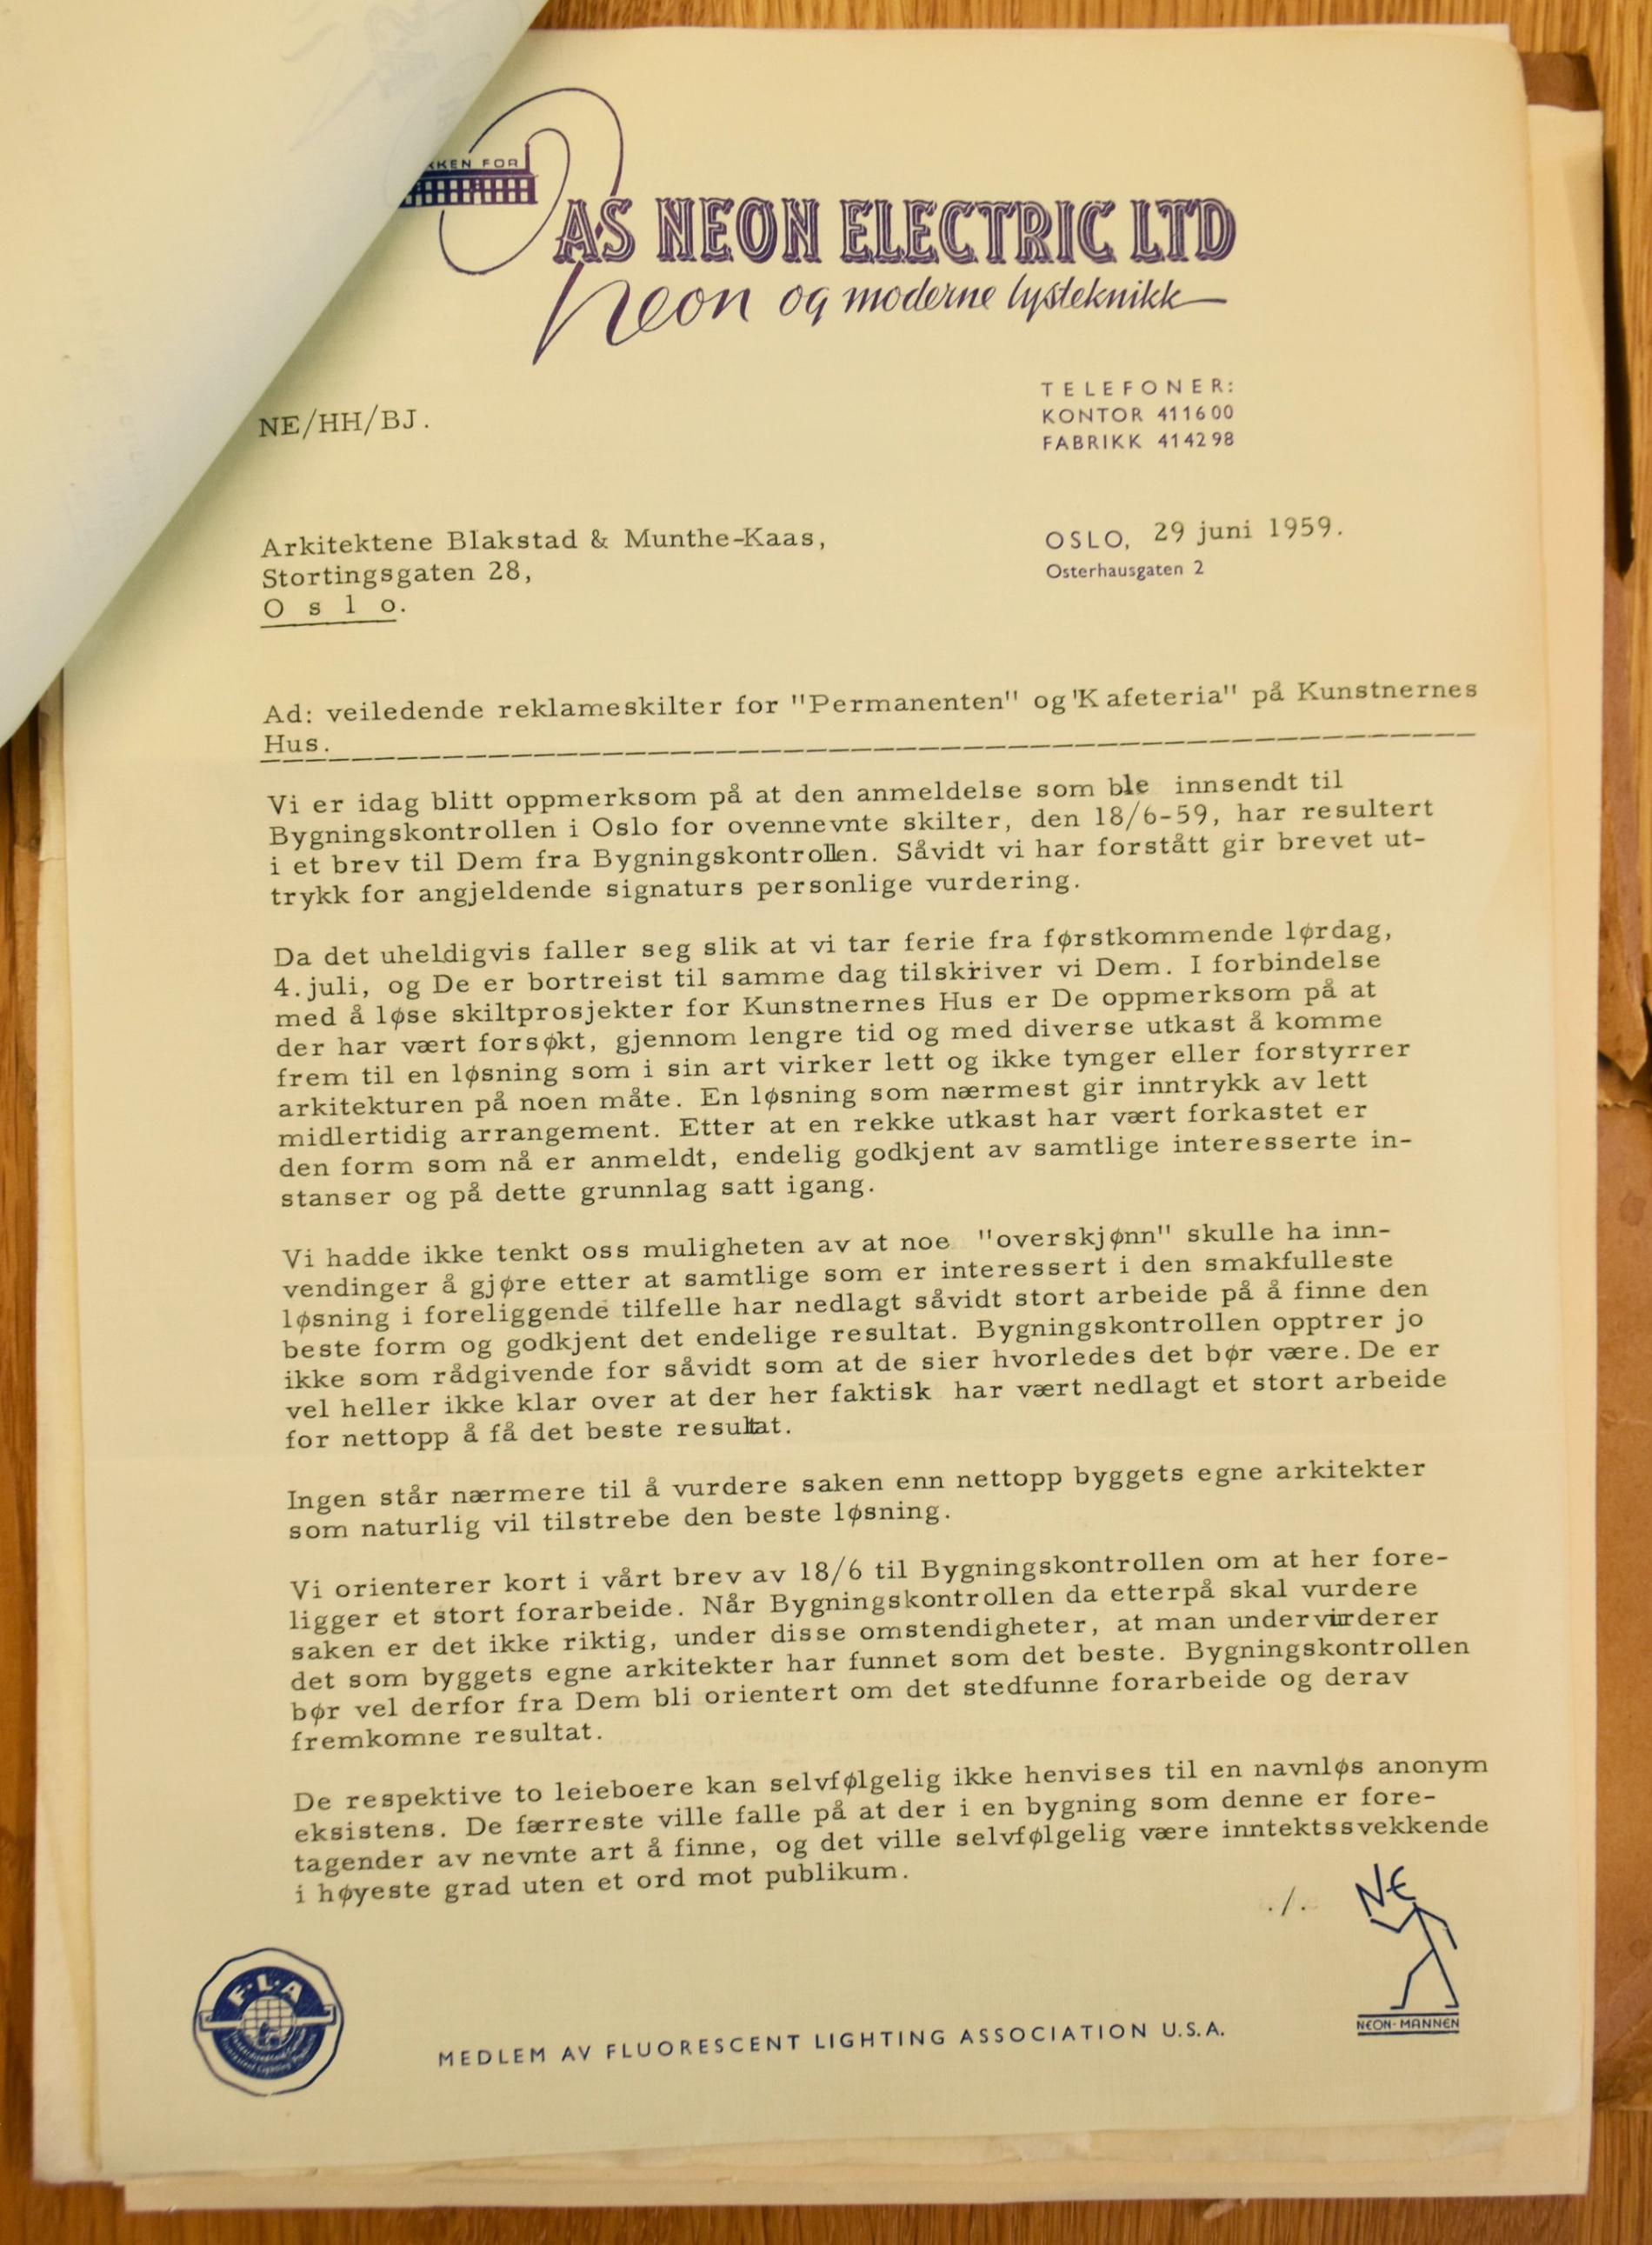 KKEN FOR
A.S NEON ELECTRIC LTD
Neon og moderne lysteknikk
TELEFONER:
KONTOR 411600
FABRIKK 414298
NE/HH/BJ.
Arkitektene Blakstad & Munthe-Kaas,
Stortingsgaten 28,
O s l o.
OSLO, 29 juni 1959.
Osterhausgaten 2
Ad: veiledende reklameskilter for "Permanenten" og 'Kafeteria" på Kunstnernes
Hus.
Vi er idag blitt oppmerksom på at den anmeldelse som ble innsendt til
Bygningskontrollen i Oslo for ovennevnte skilter, den 18/6-59, har resultert
i et brev til Dem fra Bygningskontrollen. Såvidt vi har forstått gir brevet ut-
trykk for angjeldende signaturs personlige vurdering.
Da det uheldigvis faller seg slik at vi tar ferie fra førstkommende lørdag,
4. juli, og De er bortreist til samme dag tilskriver vi Dem. I forbindelse
med å løse skiltprosjekter for Kunstnernes Hus er De oppmerksom på at
der har vært forsøkt, gjennom lengre tid og med diverse utkast å komme
frem til en løsning som i sin art virker lett og ikke tynger eller forstyrrer
arkitekturen på noen måte. En løsning som nærmest gir inntrykk av lett
midlertidig arrangement. Etter at en rekke utkast har vært forkastet er
den form som nå er anmeldt, endelig godkjent av samtlige interesserte in-
stanser og på dette grunnlag satt igang.
Vi hadde ikke tenkt oss muligheten av at noe "overskjønn" skulle ha inn-
vendinger å gjøre etter at samtlige som er interessert i den smakfulleste
løsning i foreliggende tilfelle har nedlagt såvidt stort arbeide på å finne den
beste form og godkjent det endelige resultat. Bygningskontrollen opptrer jo
ikke som rådgivende for såvidt som at de sier hvorledes det bør være. De er
vel heller ikke klar over at der her faktisk har vært nedlagt et stort arbeide
for nettopp å få det beste resultat.
Ingen står nærmere til å vurdere saken enn nettopp byggets egne arkitekter
som naturlig vil tilstrebe den beste løsning.
Vi orienterer kort i vårt brev av 18/6 til Bygningskontrollen om at her fore-
ligger et stort forarbeide. Når Bygningskontrollen da etterpå skal vurdere
saken er det ikke riktig, under disse omstendigheter, at man undervurderer
det som byggets egne arkitekter har funnet som det beste. Bygningskontrollen
bør vel derfor fra Dem bli orientert om det stedfunne forarbeide og derav
fremkomne resultat.
De respektive to leieboere kan selvfølgelig ikke henvises til en navnløs anonym
eksistens. De færreste ville falle på at der i en bygning som denne er fore-
tagender av nevnte art å finne, og det ville selvfølgelig være inntektssvekkende
i høyeste grad uten et ord mot publikum.
./.
NE
NEON-MANNEN
F.L.A
MEDLEM AV FLUORESCENT LIGHTING ASSOCIATION U.S.A.